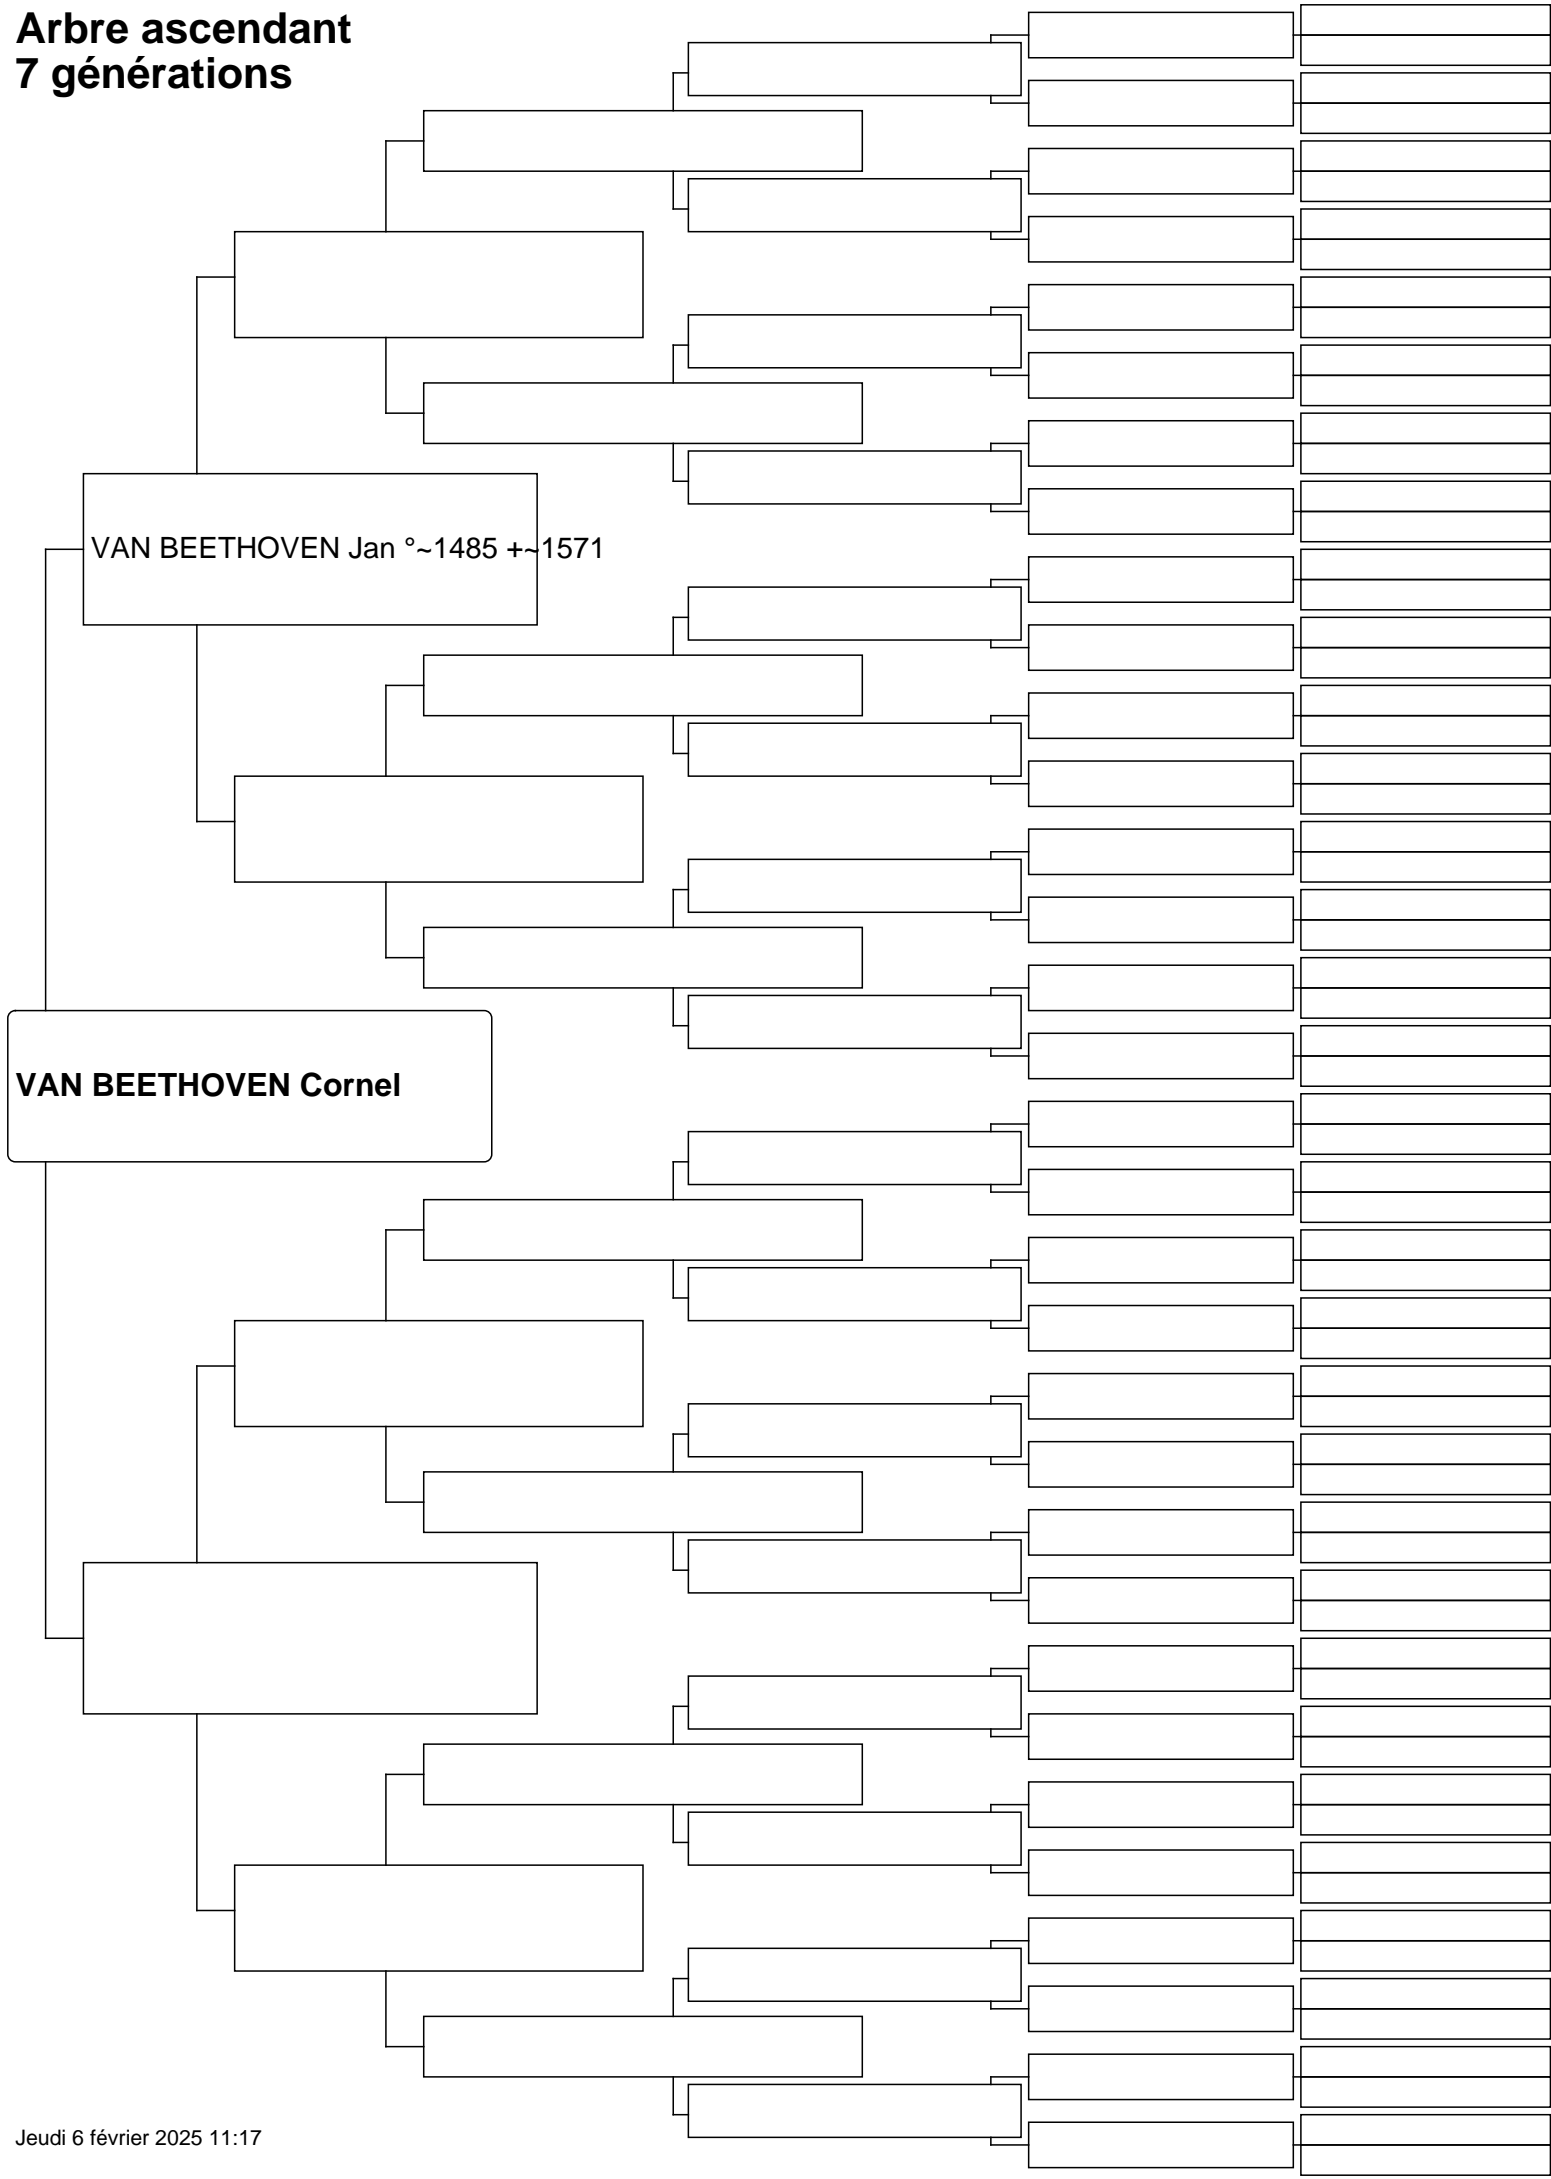 Arbre ascendant
7 générations
VAN BEETHOVEN Jan °~1485 +~1571
VAN BEETHOVEN Cornel
Jeudi 6 février 2025 11:17